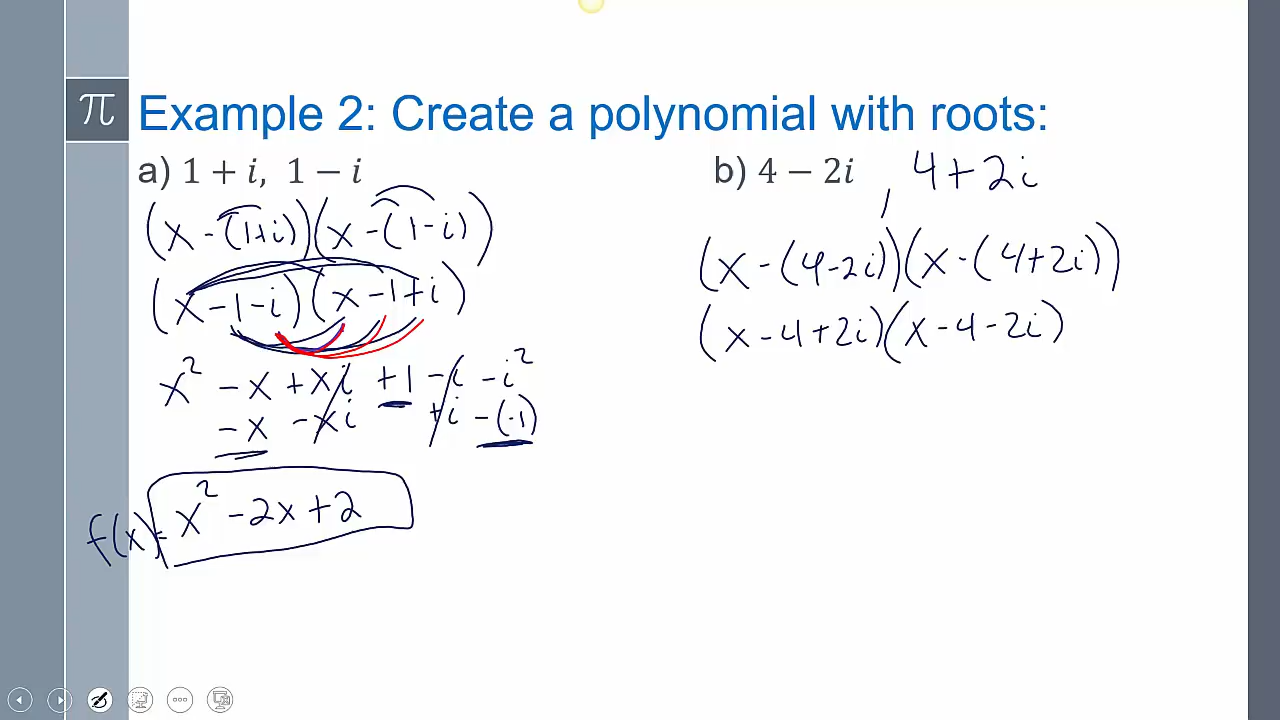 π
Example 2: Create a polynomial with roots:
a) 1 + i, 1 − i
(x - (1+i))(x - (1-i))
(x - 1 - i)(x - 1 + i)
x² - x + xi + 1 - i - i²
- x - xi + i - (-1)
f(x) = x² - 2x + 2
b) 4 − 2i, 4+2i
(x - (4-2i))(x - (4+2i))
(x - 4 + 2i)(x - 4 - 2i)